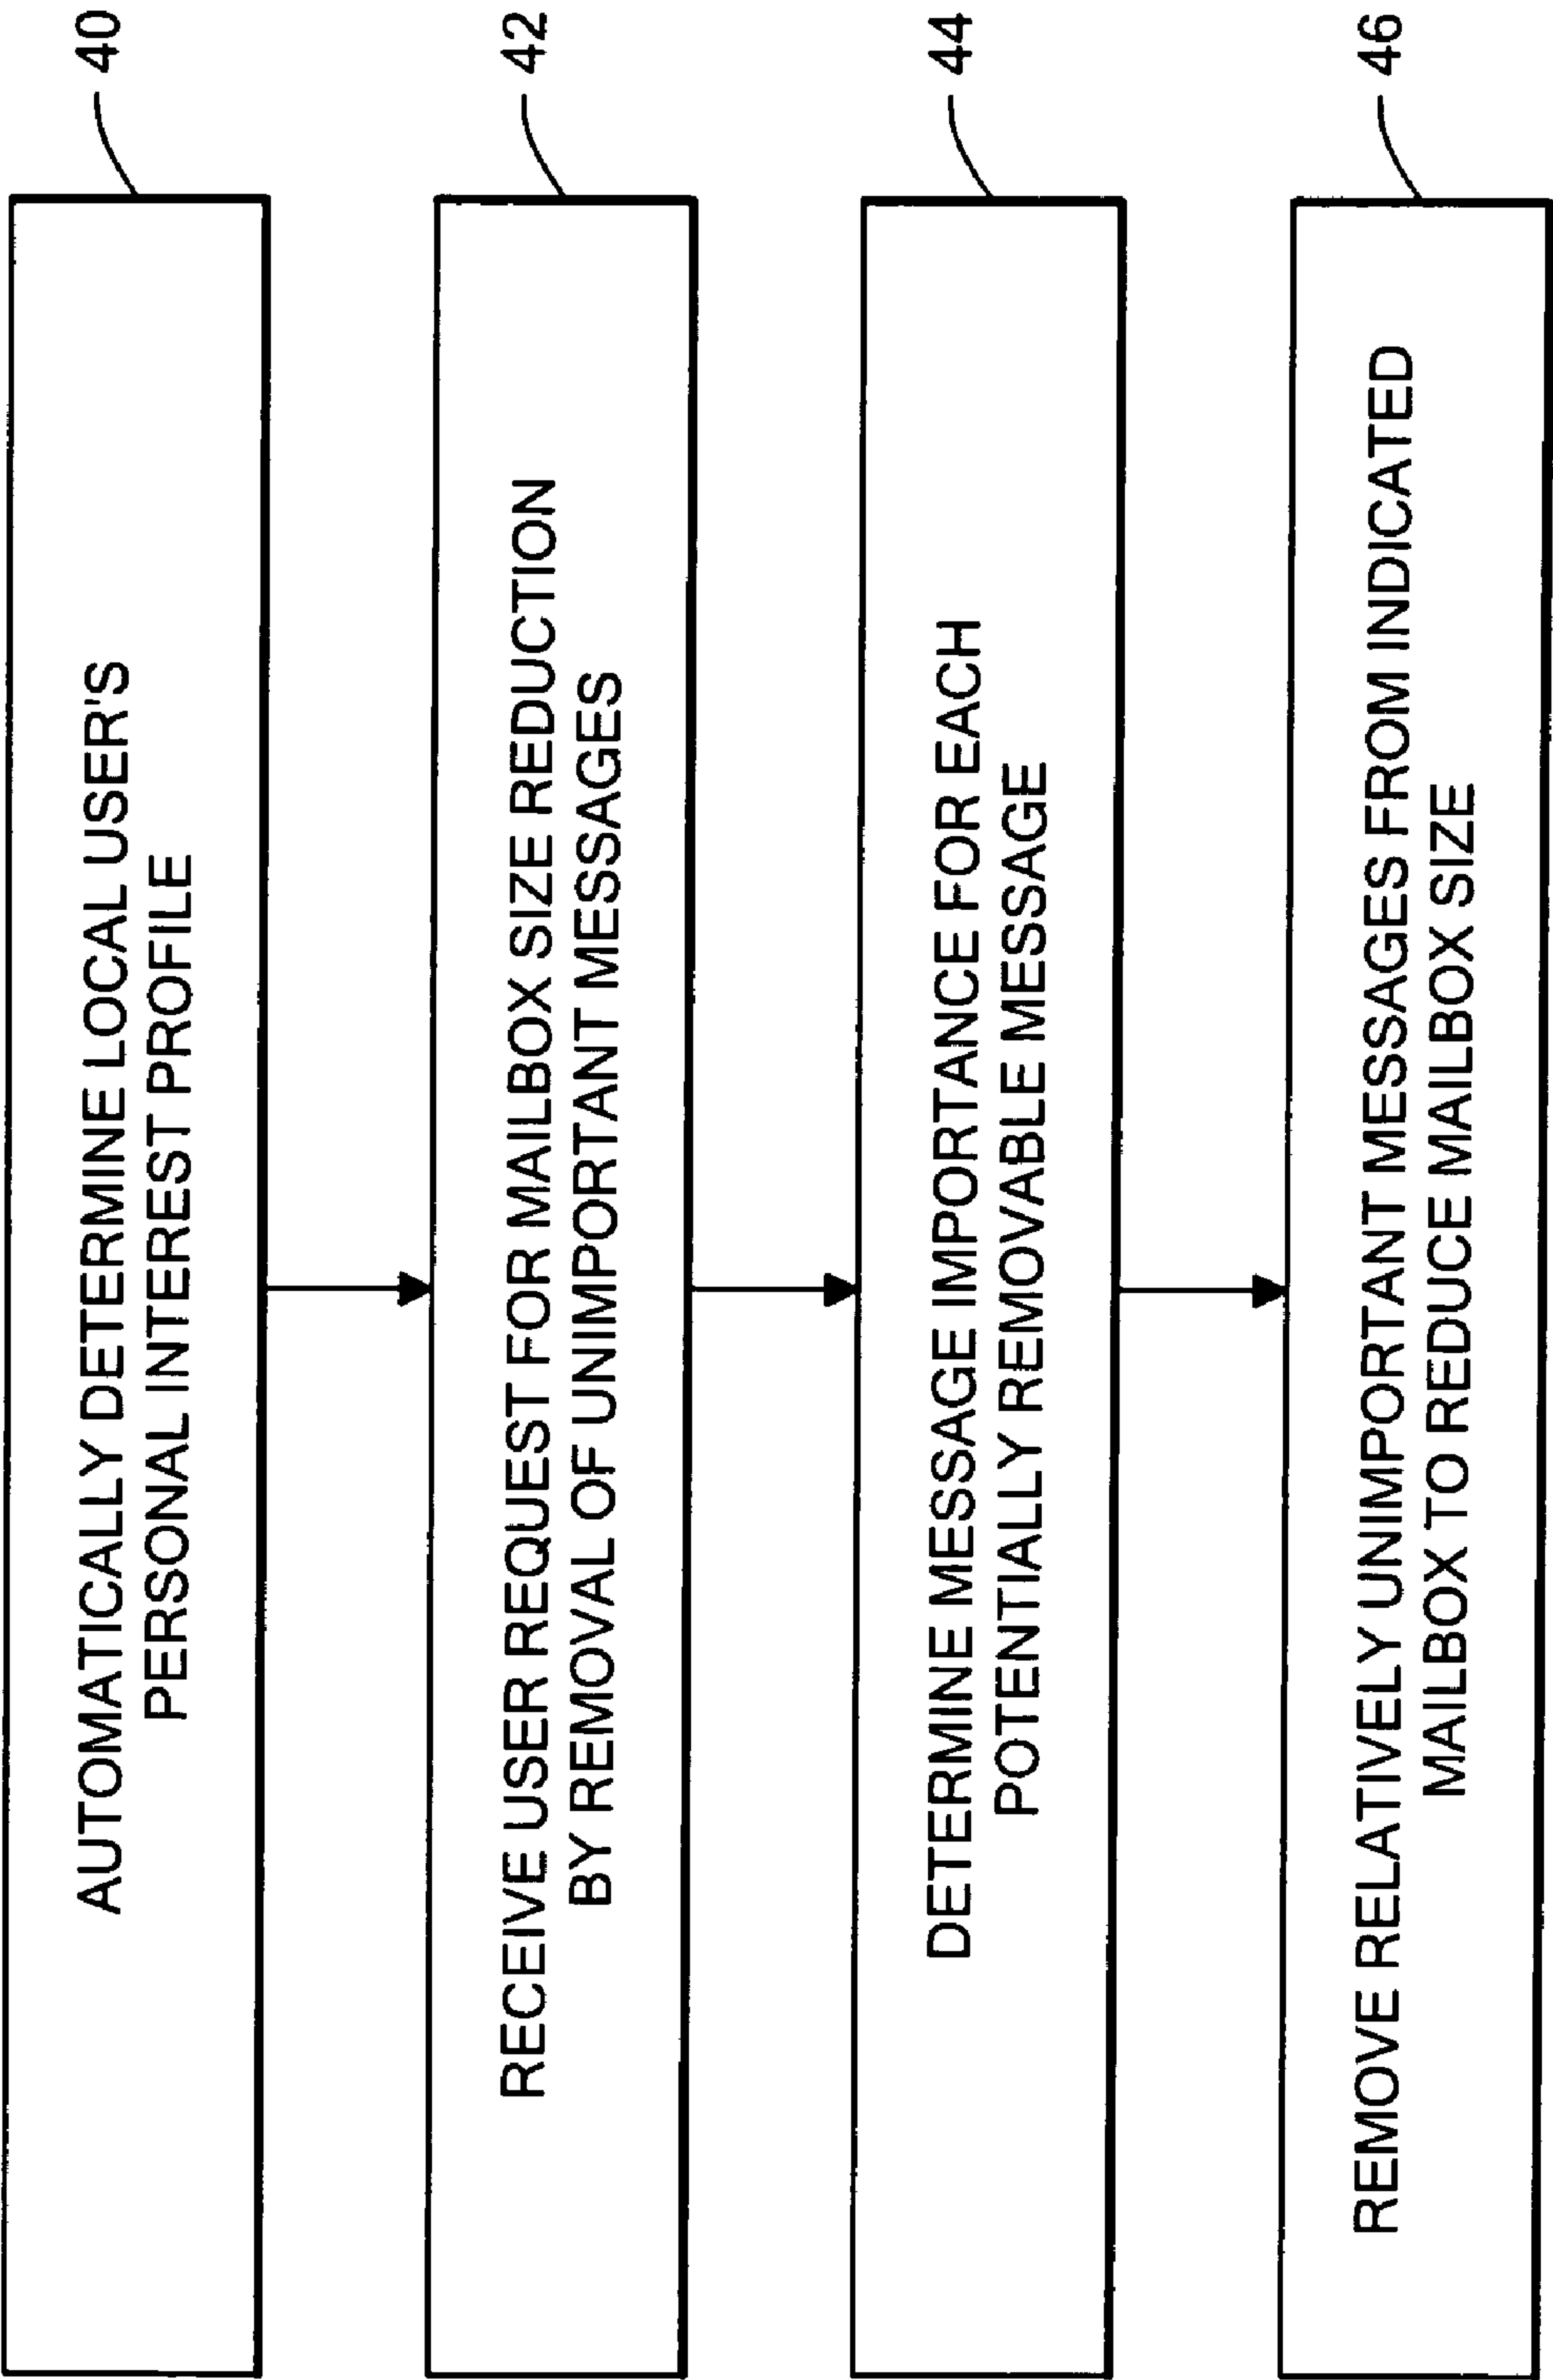 AUTOMATICALLY DETERMINE LOCAL USER'S
PERSONAL INTEREST PROFILE
40
RECEIVE USER REQUEST FOR MAILBOX SIZE REDUCTION
BY REMOVAL OF UNIMPORTANT MESSAGES
42
DETERMINE MESSAGE IMPORTANCE FOR EACH
POTENTIALLY REMOVABLE MESSAGE
44
REMOVE RELATIVELY UNIMPORTANT MESSAGES FROM INDICATED
MAILBOX TO REDUCE MAILBOX SIZE
46